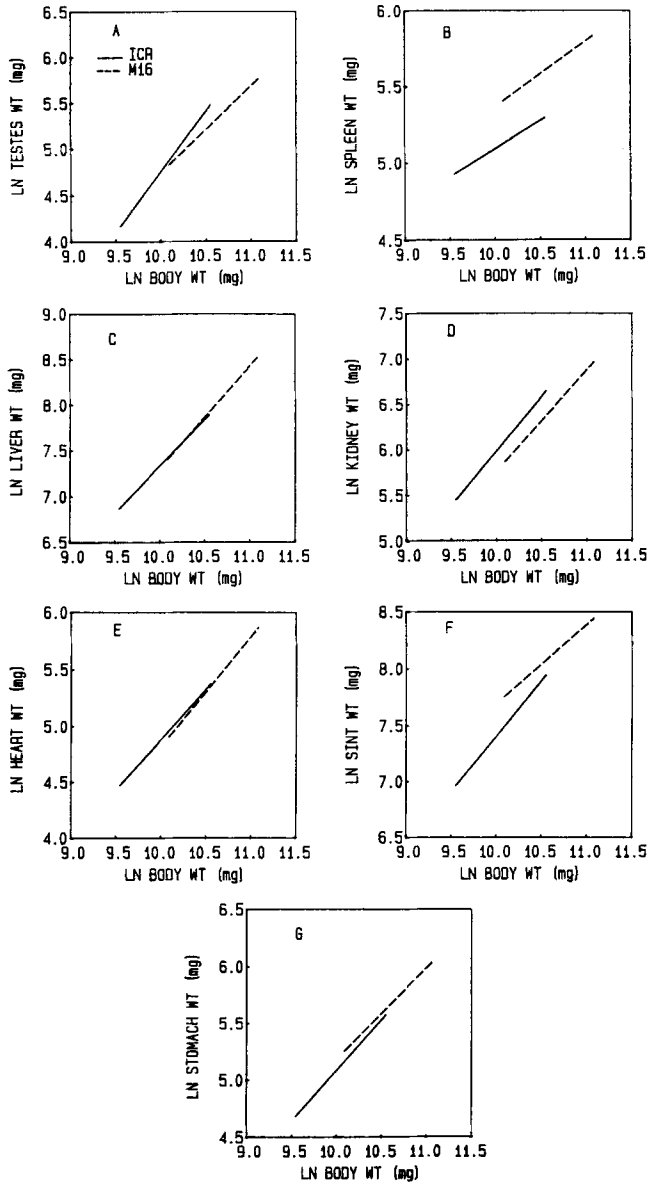 A
ICR
M16
LN TESTES WT (mg)
6.5
6.0
5.5
5.0
4.5
4.0
9.0 9.5 10.0 10.5 11.0 11.5
LN BODY WT (mg)
B
LN SPLEEN WT (mg)
6.0
5.5
5.0
4.5
9.0 9.5 10.0 10.5 11.0 11.5
LN BODY WT (mg)
C
LN LIVER WT (mg)
9.0
8.5
8.0
7.5
7.0
6.5
9.0 9.5 10.0 10.5 11.0 11.5
LN BODY WT (mg)
D
LN KIDNEY WT (mg)
7.5
7.0
6.5
6.0
5.5
5.0
9.0 9.5 10.0 10.5 11.0 11.5
LN BODY WT (mg)
E
LN HEART WT (mg)
6.0
5.5
5.0
4.5
4.0
9.0 9.5 10.0 10.5 11.0 11.5
LN BODY WT (mg)
F
LN SINT WT (mg)
8.5
8.0
7.5
7.0
6.5
9.0 9.5 10.0 10.5 11.0 11.5
LN BODY WT (mg)
G
LN STOMACH WT (mg)
6.5
6.0
5.5
5.0
4.5
9.0 9.5 10.0 10.5 11.0 11.5
LN BODY WT (mg)